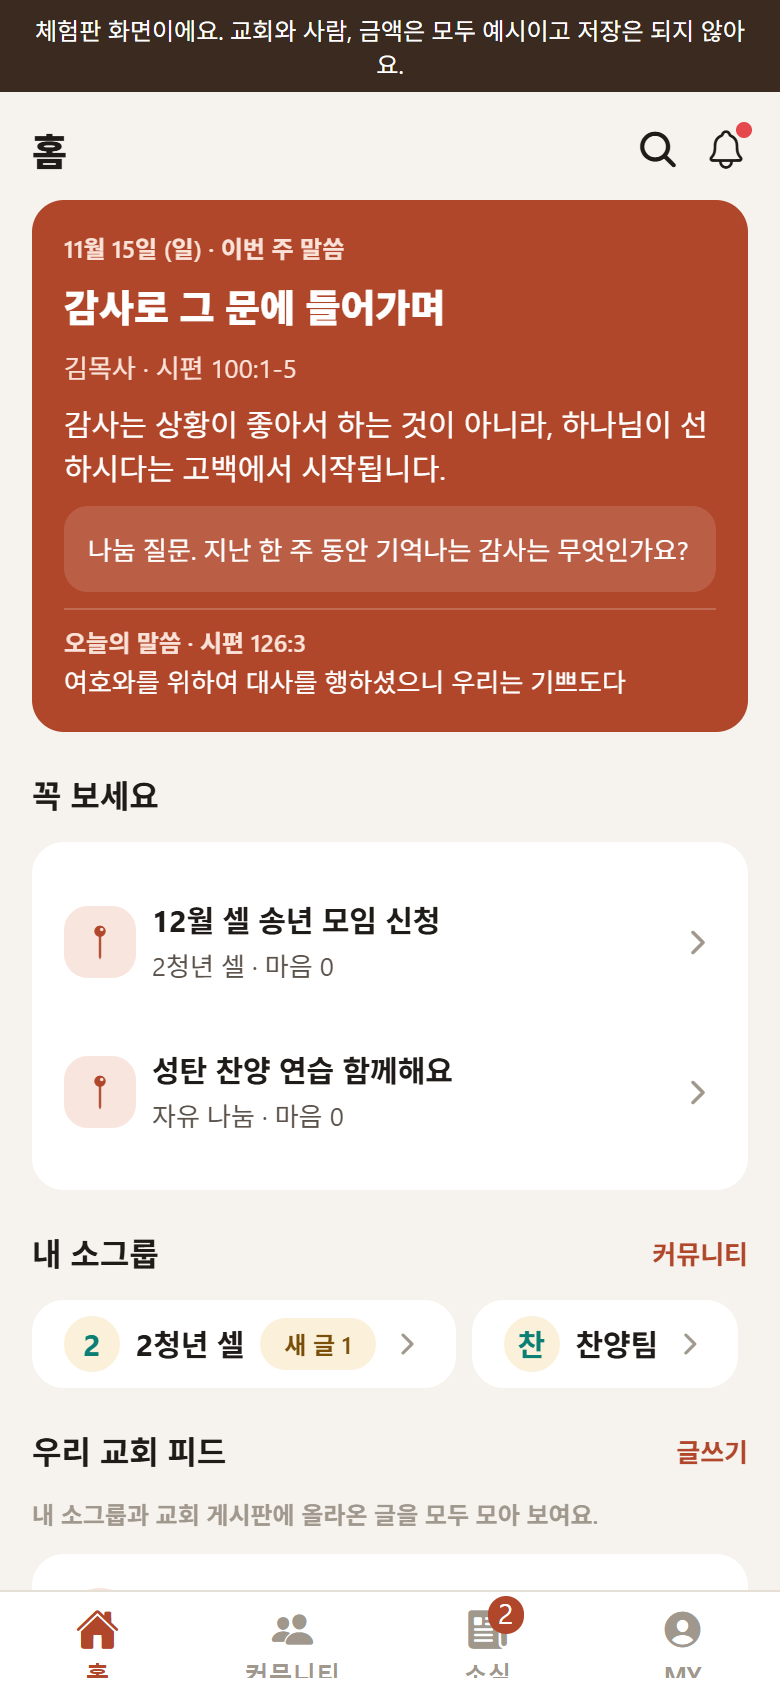 체험판 화면이에요. 교회와 사람, 금액은 모두 예시이고 저장은 되지 않아
요.
홈
11월 15일 (일) · 이번 주 말씀
감사로 그 문에 들어가며
김목사 · 시편 100:1-5
감사는 상황이 좋아서 하는 것이 아니라, 하나님이 선
하시다는 고백에서 시작됩니다.
나눔 질문. 지난 한 주 동안 기억나는 감사는 무엇인가요?
오늘의 말씀 · 시편 126:3
여호와를 위하여 대사를 행하셨으니 우리는 기쁘도다
꼭 보세요
12월 셀 송년 모임 신청
2청년 셀 · 마음 0
성탄 찬양 연습 함께해요
자유 나눔 · 마음 0
내 소그룹
커뮤니티
2 2청년 셀 새 글 1
찬 찬양팀
우리 교회 피드
글쓰기
내 소그룹과 교회 게시판에 올라온 글을 모두 모아 보여요.
2
홈 커뮤니티 소식 MY